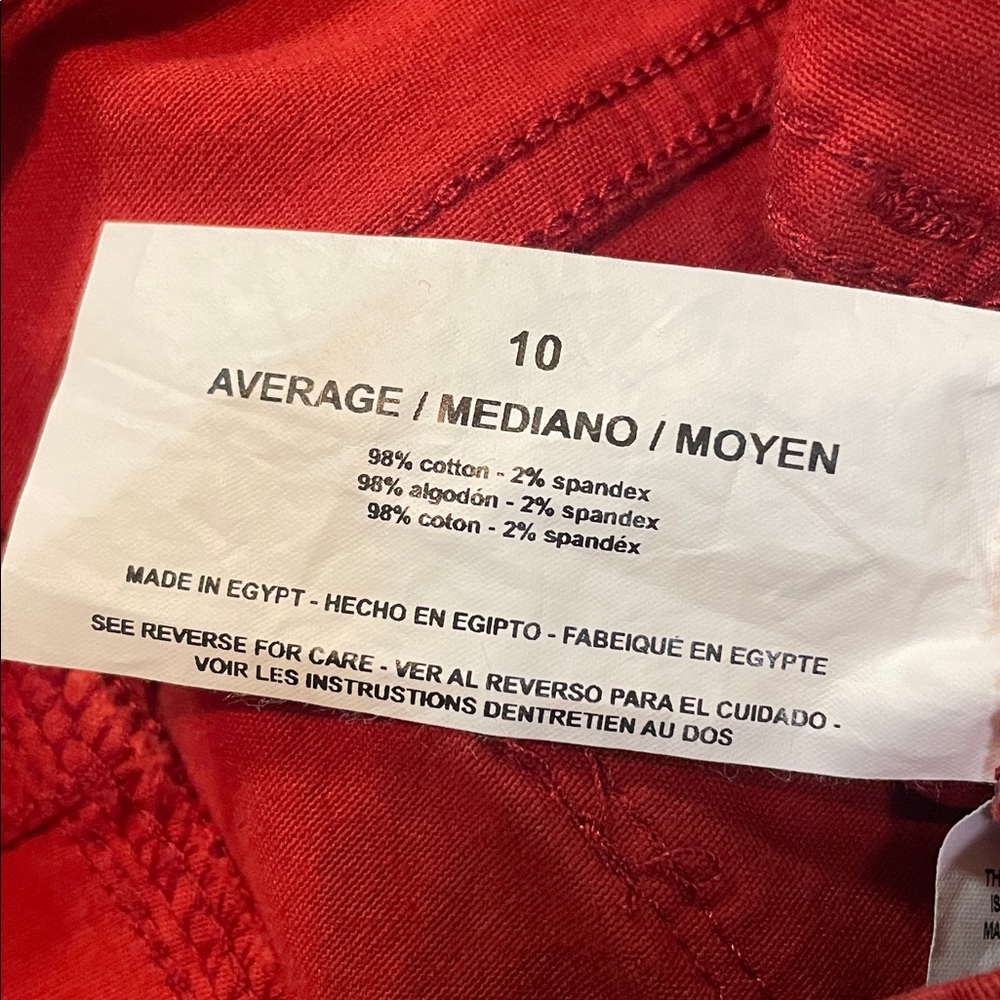 10
AVERAGE / MEDIANO / MOYEN
98% cotton - 2% spandex
98% algodón - 2% spandex
98% coton - 2% spandéx
MADE IN EGYPT - HECHO EN EGIPTO - FABEIQUÉ EN EGYPTE
SEE REVERSE FOR CARE - VER AL REVERSO PARA EL CUIDADO -
VOIR LES INSTRUSTIONS DENTRETIEN AU DOS